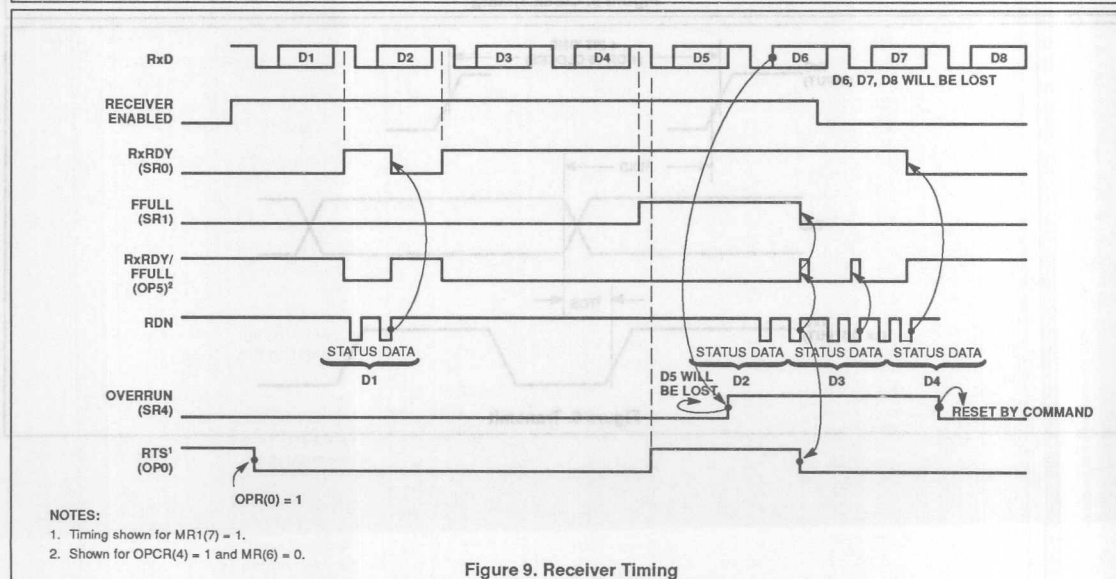 RxD D1 D2 D3 D4 D5 D6 D7 D8
D6, D7, D8 WILL BE LOST
RECEIVER
ENABLED
RxRDY
(SR0)
FFULL
(SR1)
RxRDY/
FFULL
(OP5)²
RDN
STATUS DATA STATUS DATA STATUS DATA STATUS DATA
D1 D2 D3 D4
D5 WILL
BE LOST
OVERRUN
(SR4)
RESET BY COMMAND
RTS¹
(OP0)
OPR(0) = 1
NOTES:
1. Timing shown for MR1(7) = 1.
2. Shown for OPCR(4) = 1 and MR(6) = 0.
Figure 9. Receiver Timing